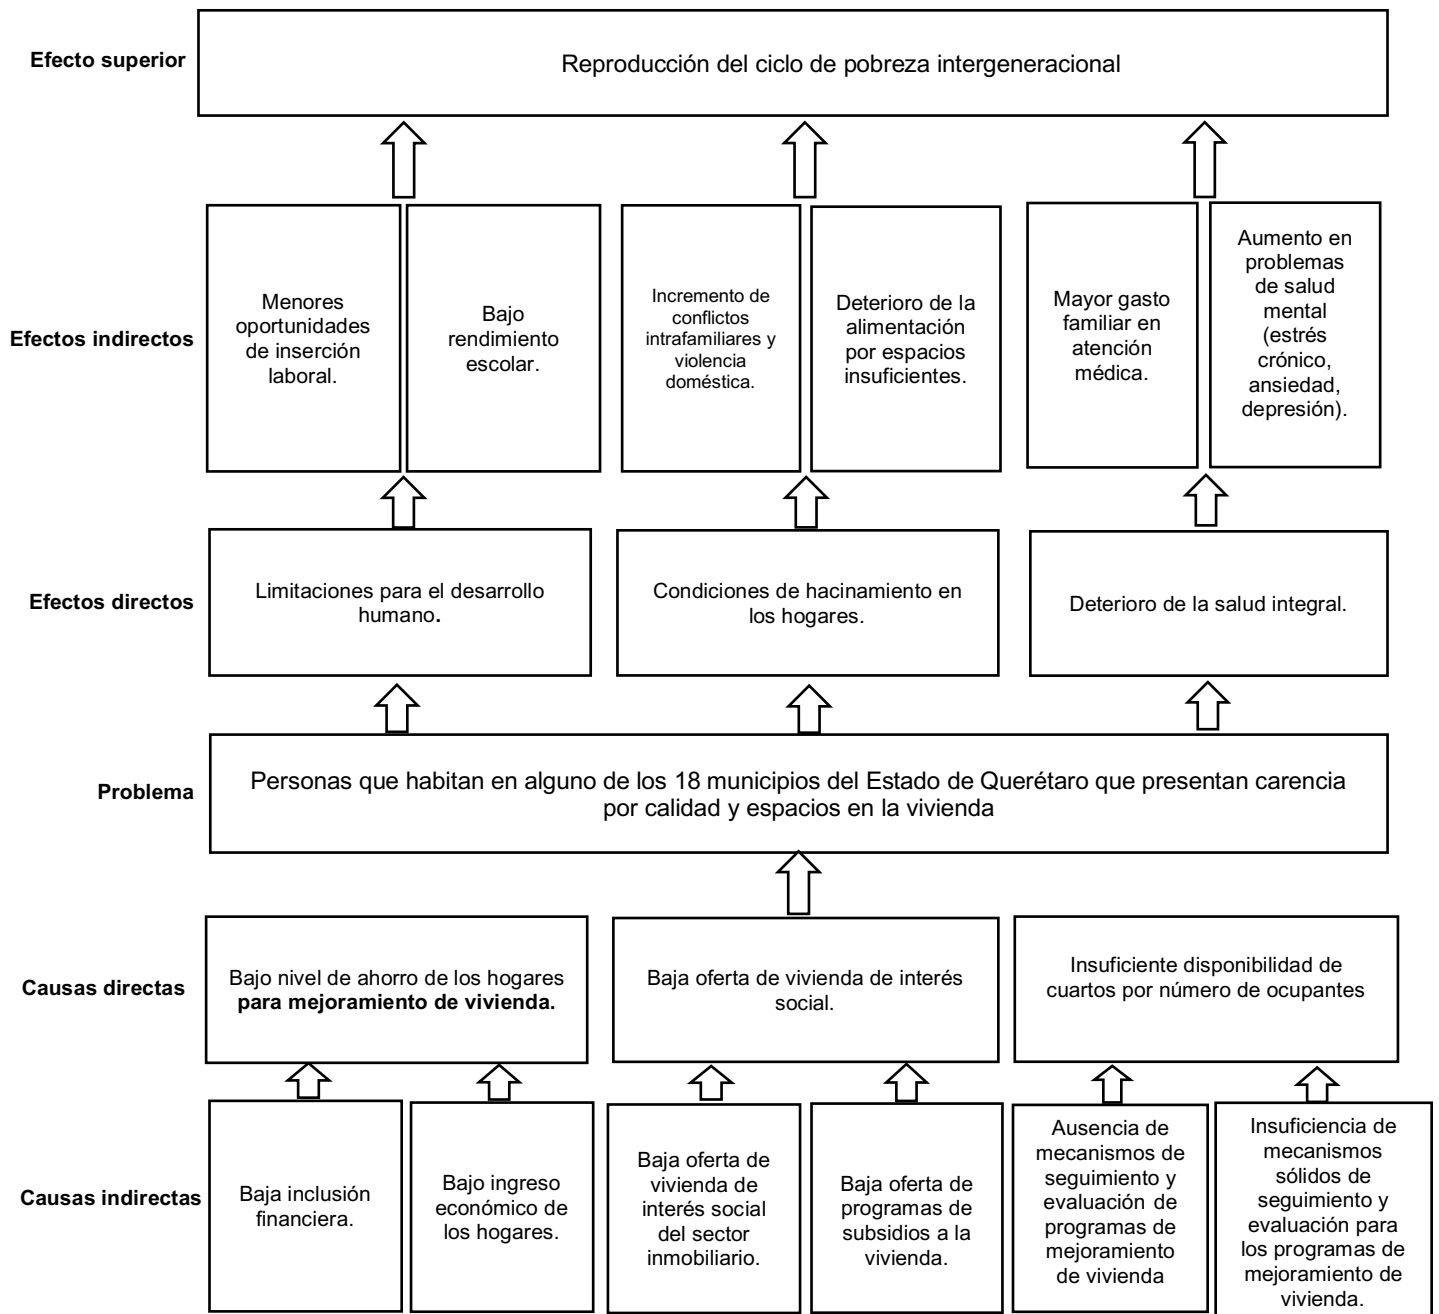 Efecto superior
Reproducción del ciclo de pobreza intergeneracional
Efectos indirectos
Menores
oportunidades
de inserción
laboral.
Bajo
rendimiento
escolar.
Incremento de
conflictos
intrafamiliares y
violencia
doméstica.
Deterioro de la
alimentación
por espacios
insuficientes.
Mayor gasto
familiar en
atención
médica.
Aumento en
problemas
de salud
mental
(estrés
crónico,
ansiedad,
depresión).
Efectos directos
Limitaciones para el desarrollo
humano.
Condiciones de hacinamiento en
los hogares.
Deterioro de la salud integral.
Problema
Personas que habitan en alguno de los 18 municipios del Estado de Querétaro que presentan carencia
por calidad y espacios en la vivienda
Causas directas
Bajo nivel de ahorro de los hogares
para mejoramiento de vivienda.
Baja oferta de vivienda de interés
social.
Insuficiente disponibilidad de
cuartos por número de ocupantes
Causas indirectas
Baja inclusión
financiera.
Bajo ingreso
económico de
los hogares.
Baja oferta de
vivienda de
interés social
del sector
inmobiliario.
Baja oferta de
programas de
subsidios a la
vivienda.
Ausencia de
mecanismos de
seguimiento y
evaluación de
programas de
mejoramiento
de vivienda
Insuficiencia de
mecanismos
sólidos de
seguimiento y
evaluación para
los programas de
mejoramiento de
vivienda.